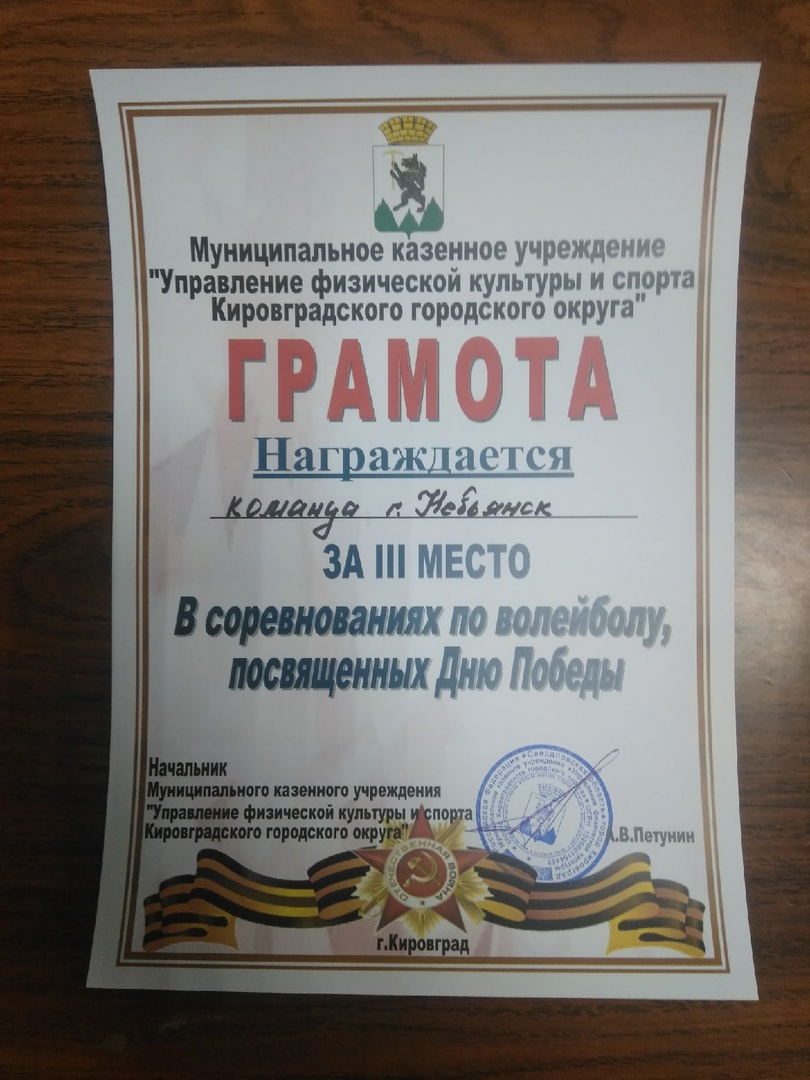 Муниципальное казенное учреждение
"Управление физической культуры и спорта
Кировградского городского округа"
ГРАМОТА
Награждается
команда г. Невьянск
ЗА III МЕСТО
В соревнованиях по волейболу,
посвященных Дню Победы
Начальник
Муниципального казенного учреждения
"Управление физической культуры и спорта
Кировградского городского округа"
А.В.Петунин
ОТЕЧЕСТВЕННАЯ ВОЙНА
г.Кировград